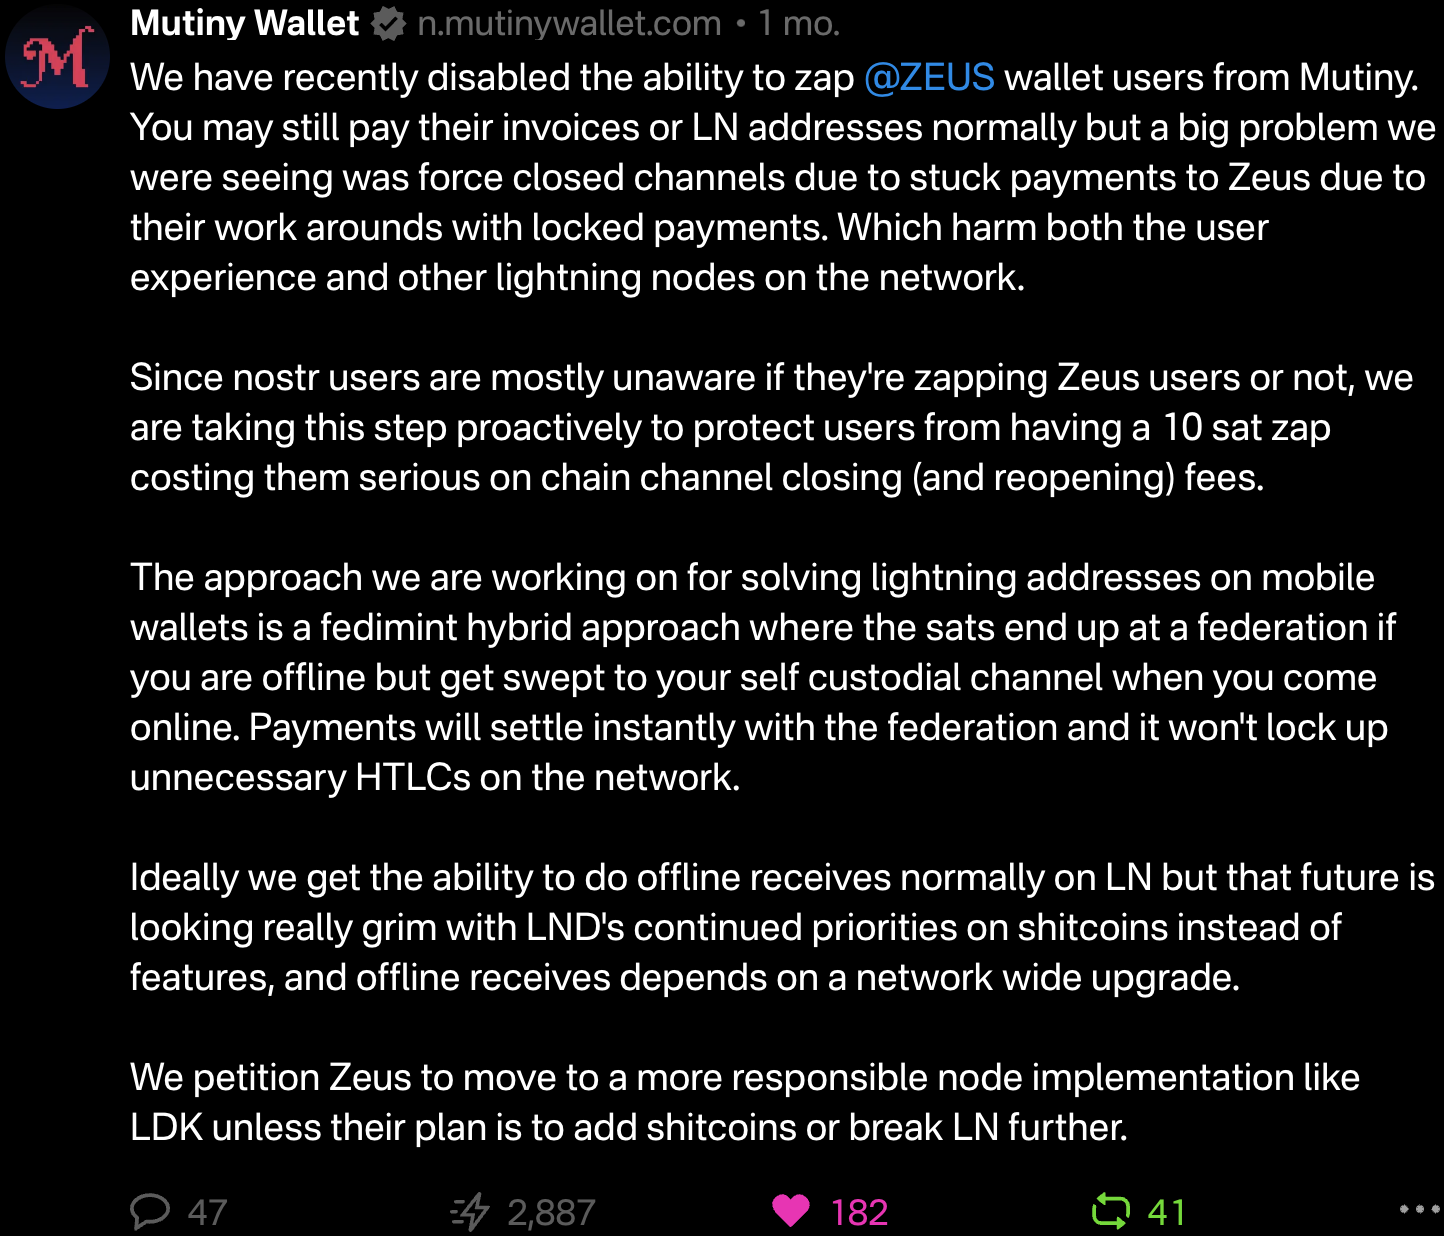 Mutiny Wallet n.mutinywallet.com • 1 mo.
We have recently disabled the ability to zap @ZEUS wallet users from Mutiny.
You may still pay their invoices or LN addresses normally but a big problem we
were seeing was force closed channels due to stuck payments to Zeus due to
their work arounds with locked payments. Which harm both the user
experience and other lightning nodes on the network.
Since nostr users are mostly unaware if they're zapping Zeus users or not, we
are taking this step proactively to protect users from having a 10 sat zap
costing them serious on chain channel closing (and reopening) fees.
The approach we are working on for solving lightning addresses on mobile
wallets is a fedimint hybrid approach where the sats end up at a federation if
you are offline but get swept to your self custodial channel when you come
online. Payments will settle instantly with the federation and it won't lock up
unnecessary HTLCs on the network.
Ideally we get the ability to do offline receives normally on LN but that future is
looking really grim with LND's continued priorities on shitcoins instead of
features, and offline receives depends on a network wide upgrade.
We petition Zeus to move to a more responsible node implementation like
LDK unless their plan is to add shitcoins or break LN further.
47 2,887 182 41